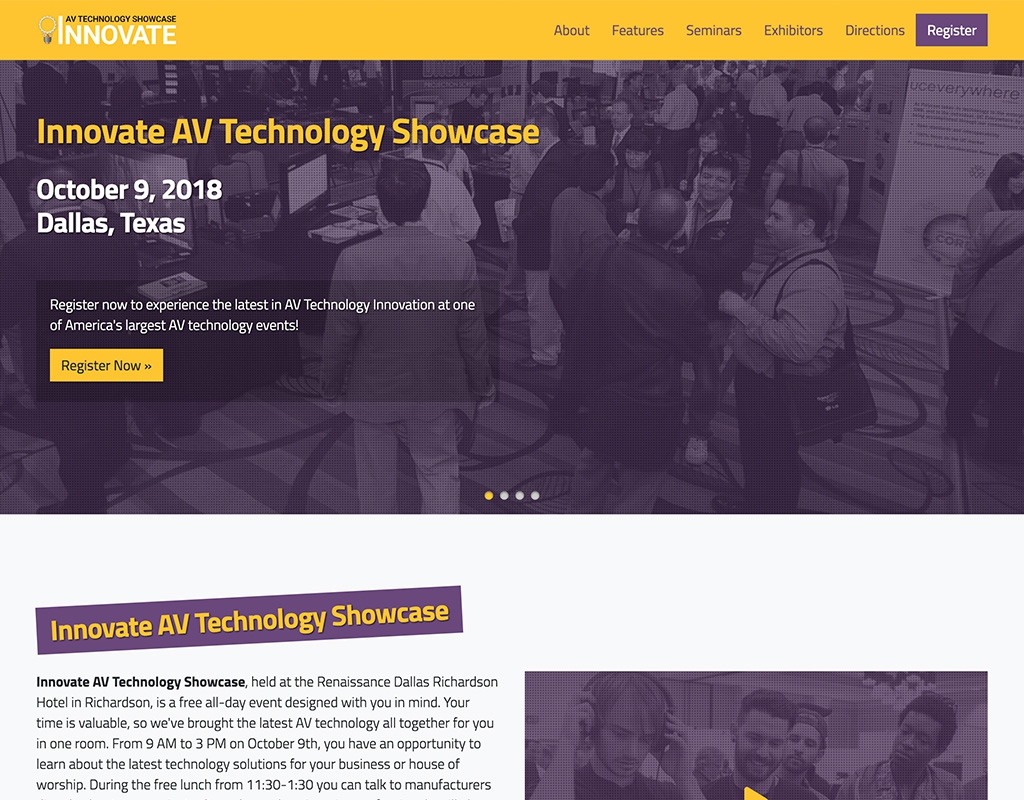 AV TECHNOLOGY SHOWCASE
INNOVATE
About
Features
Seminars
Exhibitors
Directions
Register
uceverywhere
Innovate AV Technology Showcase
October 9, 2018
Dallas, Texas
Register now to experience the latest in AV Technology Innovation at one
of America's largest AV technology events!
Register Now »
Innovate AV Technology Showcase
Innovate AV Technology Showcase, held at the Renaissance Dallas Richardson
Hotel in Richardson, is a free all-day event designed with you in mind. Your
time is valuable, so we've brought the latest AV technology all together for you
in one room. From 9 AM to 3 PM on October 9th, you have an opportunity to
learn about the latest technology solutions for your business or house of
worship. During the free lunch from 11:30-1:30 you can talk to manufacturers